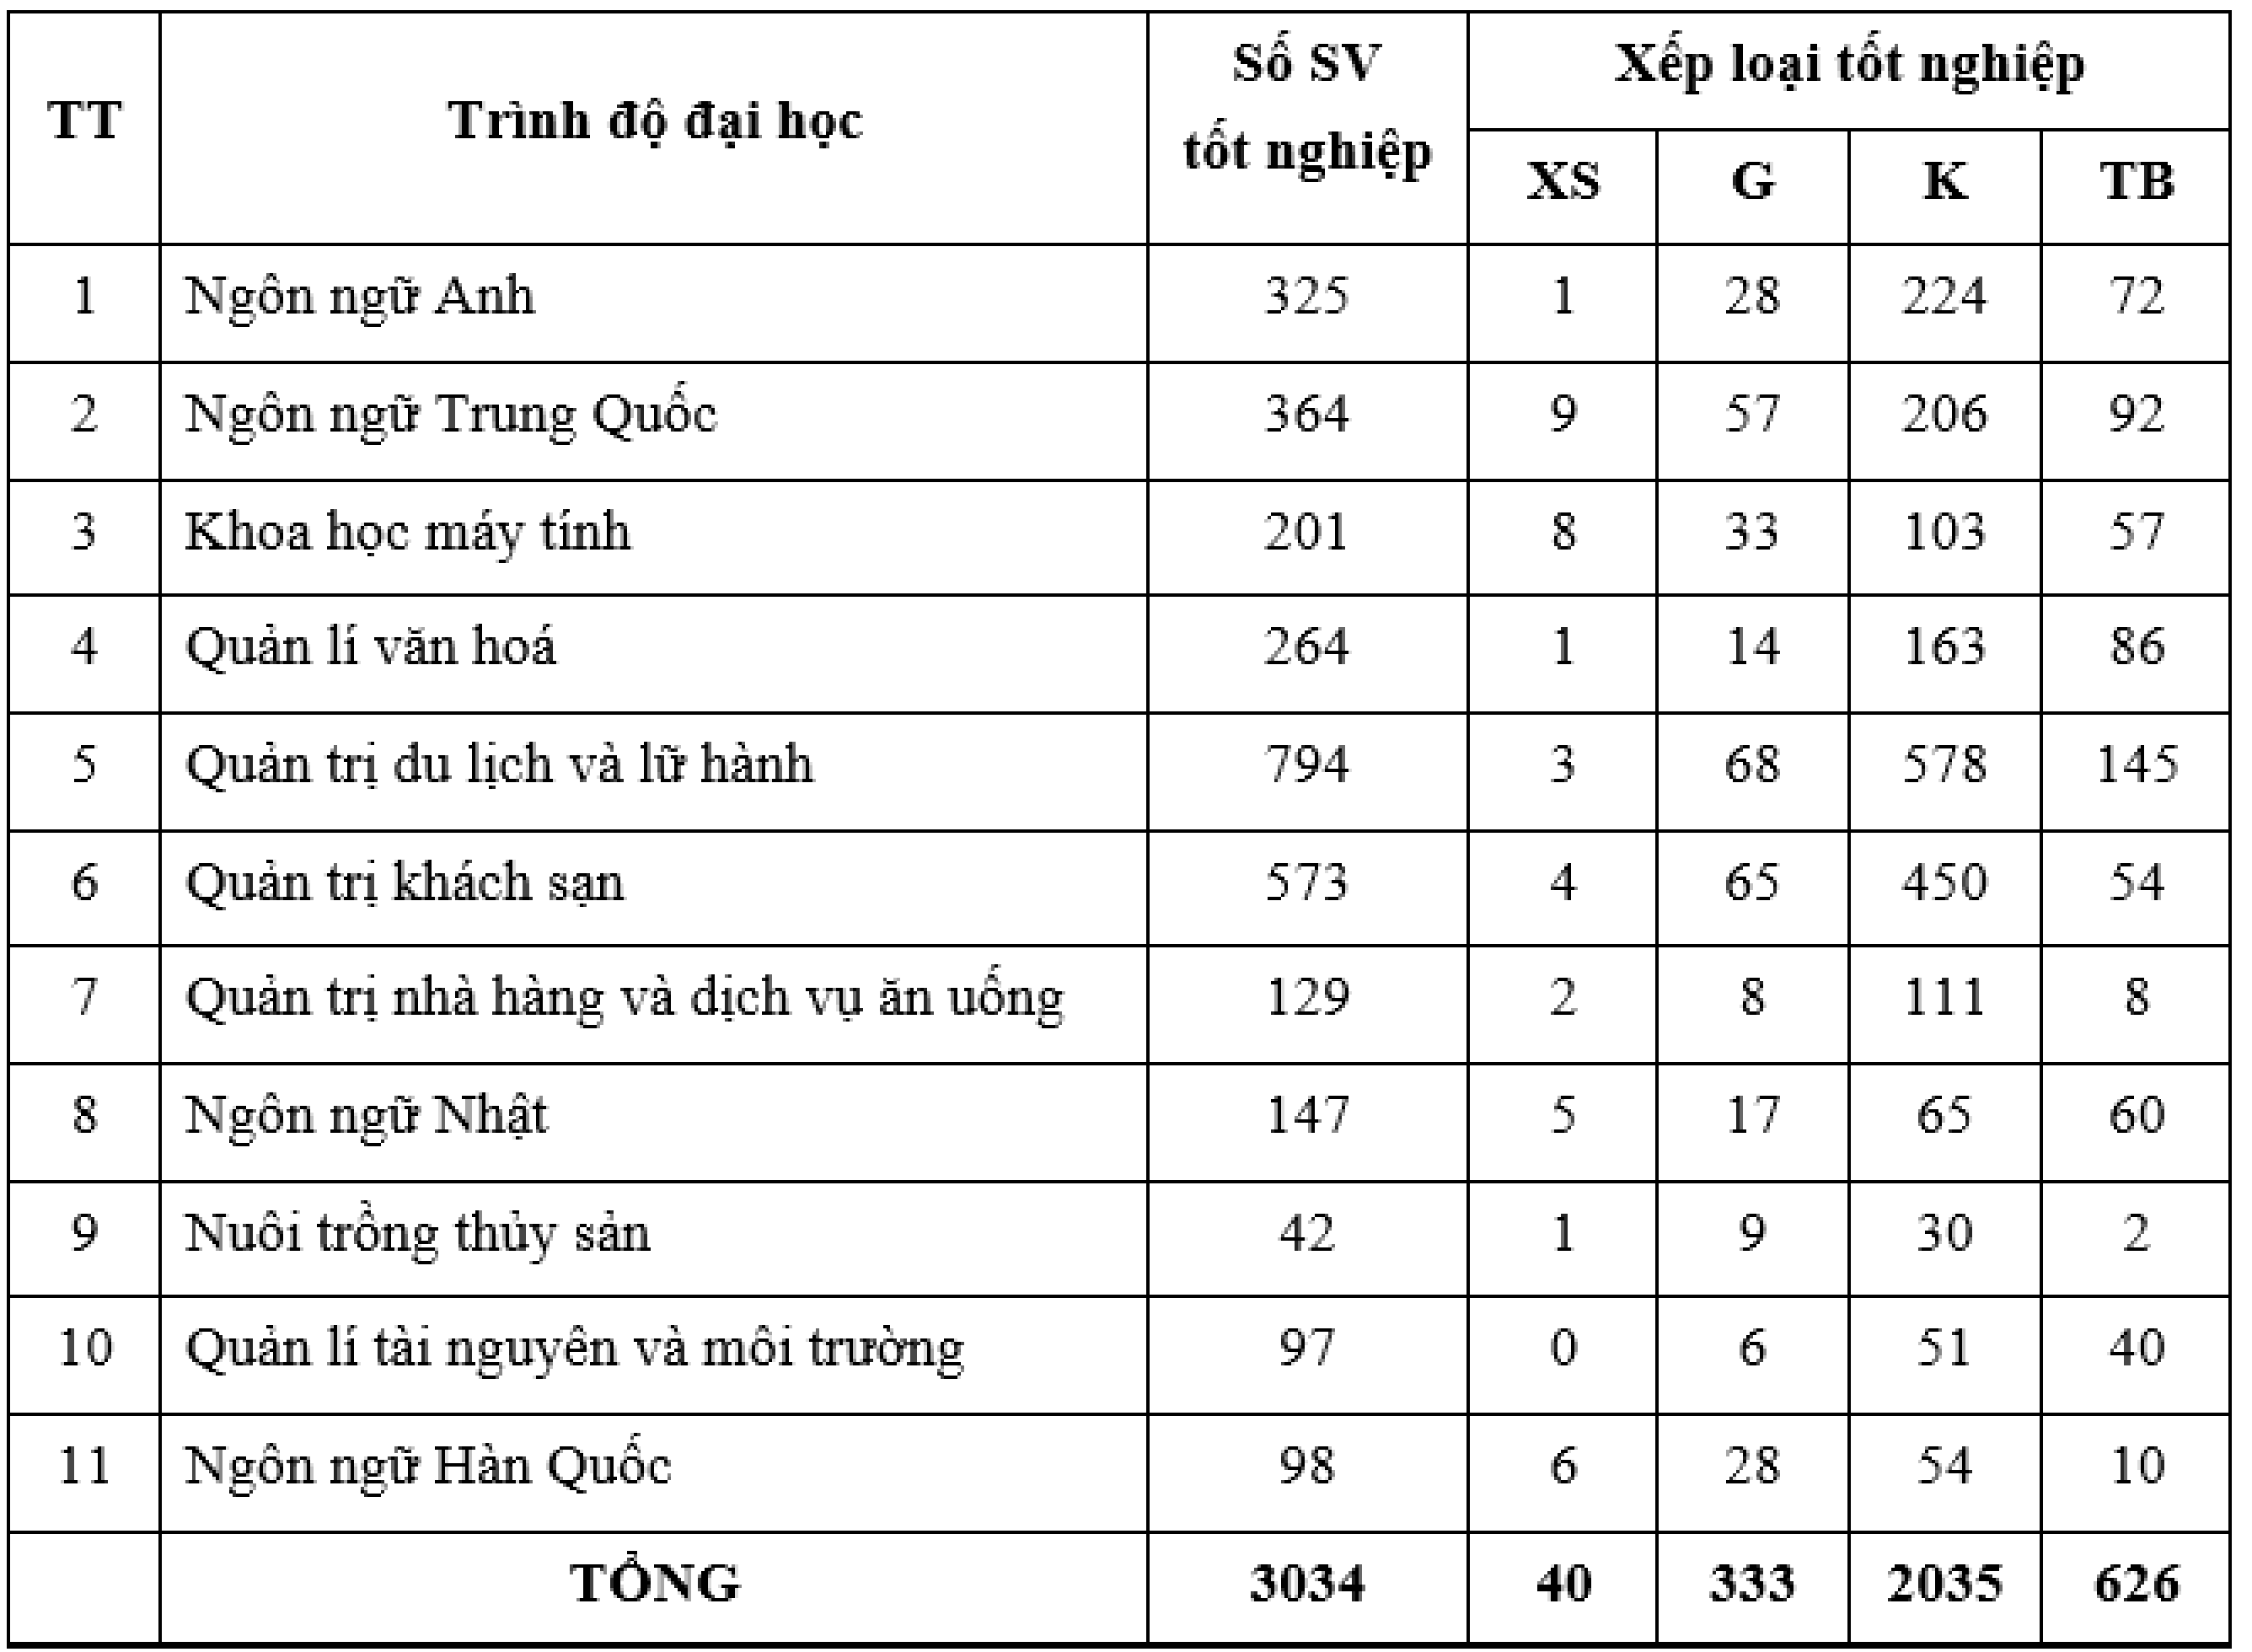 TT Trình độ đại học Số SV tốt nghiệp Xếp loại tốt nghiệp
XS G K TB
1 Ngôn ngữ Anh 325 1 28 224 72
2 Ngôn ngữ Trung Quốc 364 9 57 206 92
3 Khoa học máy tính 201 8 33 103 57
4 Quản lí văn hoá 264 1 14 163 86
5 Quản trị du lịch và lữ hành 794 3 68 578 145
6 Quản trị khách sạn 573 4 65 450 54
7 Quản trị nhà hàng và dịch vụ ăn uống 129 2 8 111 8
8 Ngôn ngữ Nhật 147 5 17 65 60
9 Nuôi trồng thủy sản 42 1 9 30 2
10 Quản lí tài nguyên và môi trường 97 0 6 51 40
11 Ngôn ngữ Hàn Quốc 98 6 28 54 10
TỔNG 3034 40 333 2035 626